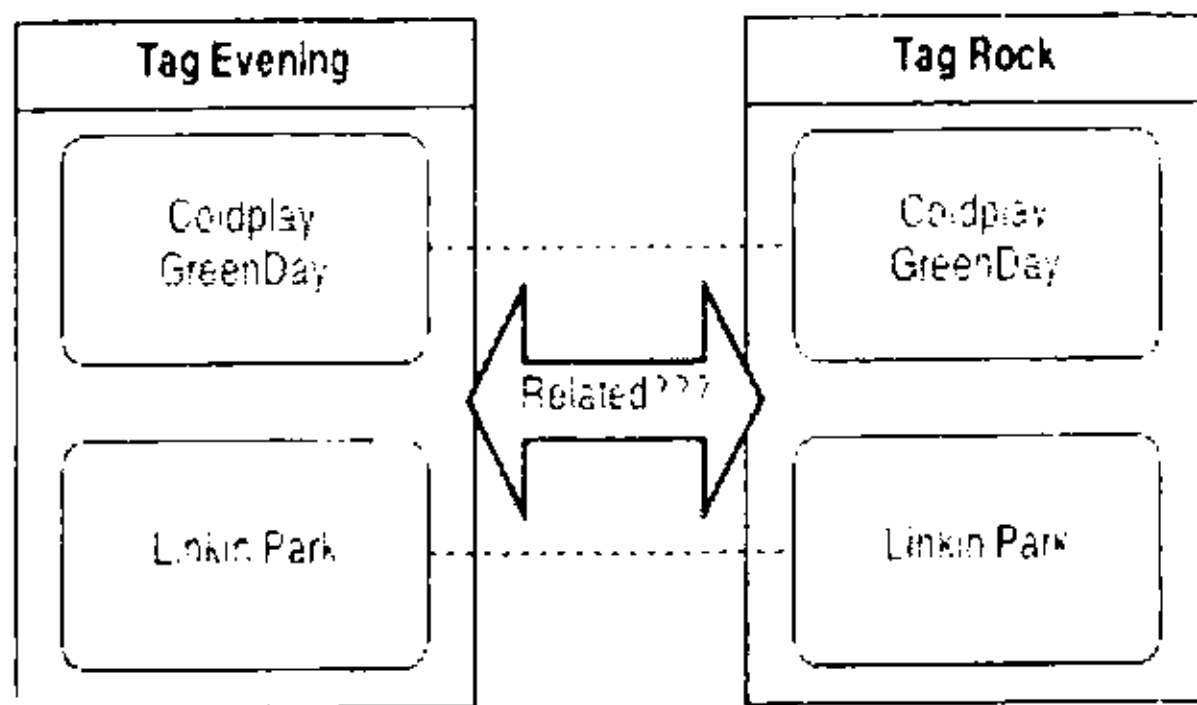 Tag Evening
Coldplay
GreenDay
Linkin Park
Related???
Tag Rock
Coldplay
GreenDay
Linkin Park